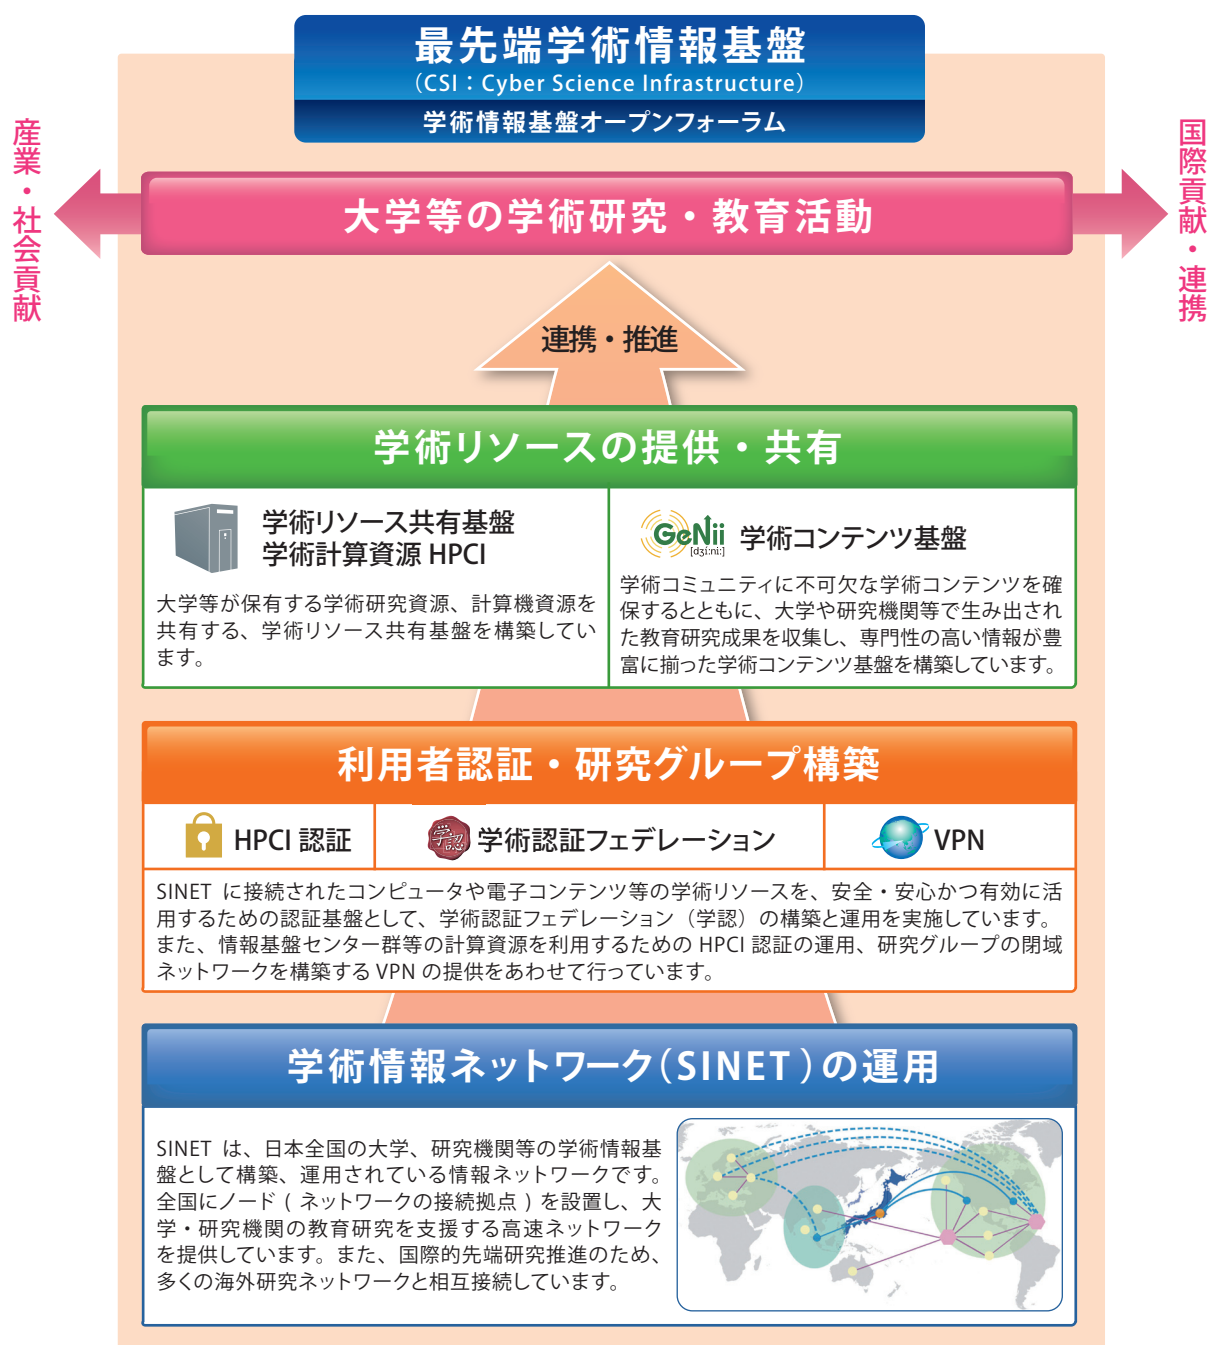 最先端学術情報基盤
（CSI：Cyber Science Infrastructure）
学術情報基盤オープンフォーラム
産業・社会貢献
大学等の学術研究・教育活動
国際貢献・連携
連携・推進
学術リソースの提供・共有
学術リソース共有基盤
学術計算資源 HPCI
大学等が保有する学術研究資源、計算機資源を
共有する、学術リソース共有基盤を構築してい
ます。
GeNii
[dʒí:ni:]
学術コンテンツ基盤
学術コミュニティに不可欠な学術コンテンツを確
保するとともに、大学や研究機関等で生み出され
た教育研究成果を収集し、専門性の高い情報が豊
富に揃った学術コンテンツ基盤を構築しています。
利用者認証・研究グループ構築
HPCI 認証
学認
学術認証フェデレーション
VPN
SINET に接続されたコンピュータや電子コンテンツ等の学術リソースを、安全・安心かつ有効に活
用するための認証基盤として、学術認証フェデレーション（学認）の構築と運用を実施しています。
また、情報基盤センター群等の計算資源を利用するための HPCI 認証の運用、研究グループの閉域
ネットワークを構築する VPN の提供をあわせて行っています。
学術情報ネットワーク（SINET）の運用
SINET は、日本全国の大学、研究機関等の学術情報基
盤として構築、運用されている情報ネットワークです。
全国にノード ( ネットワークの接続拠点 ) を設置し、大
学・研究機関の教育研究を支援する高速ネットワーク
を提供しています。また、国際的先端研究推進のため、
多くの海外研究ネットワークと相互接続しています。